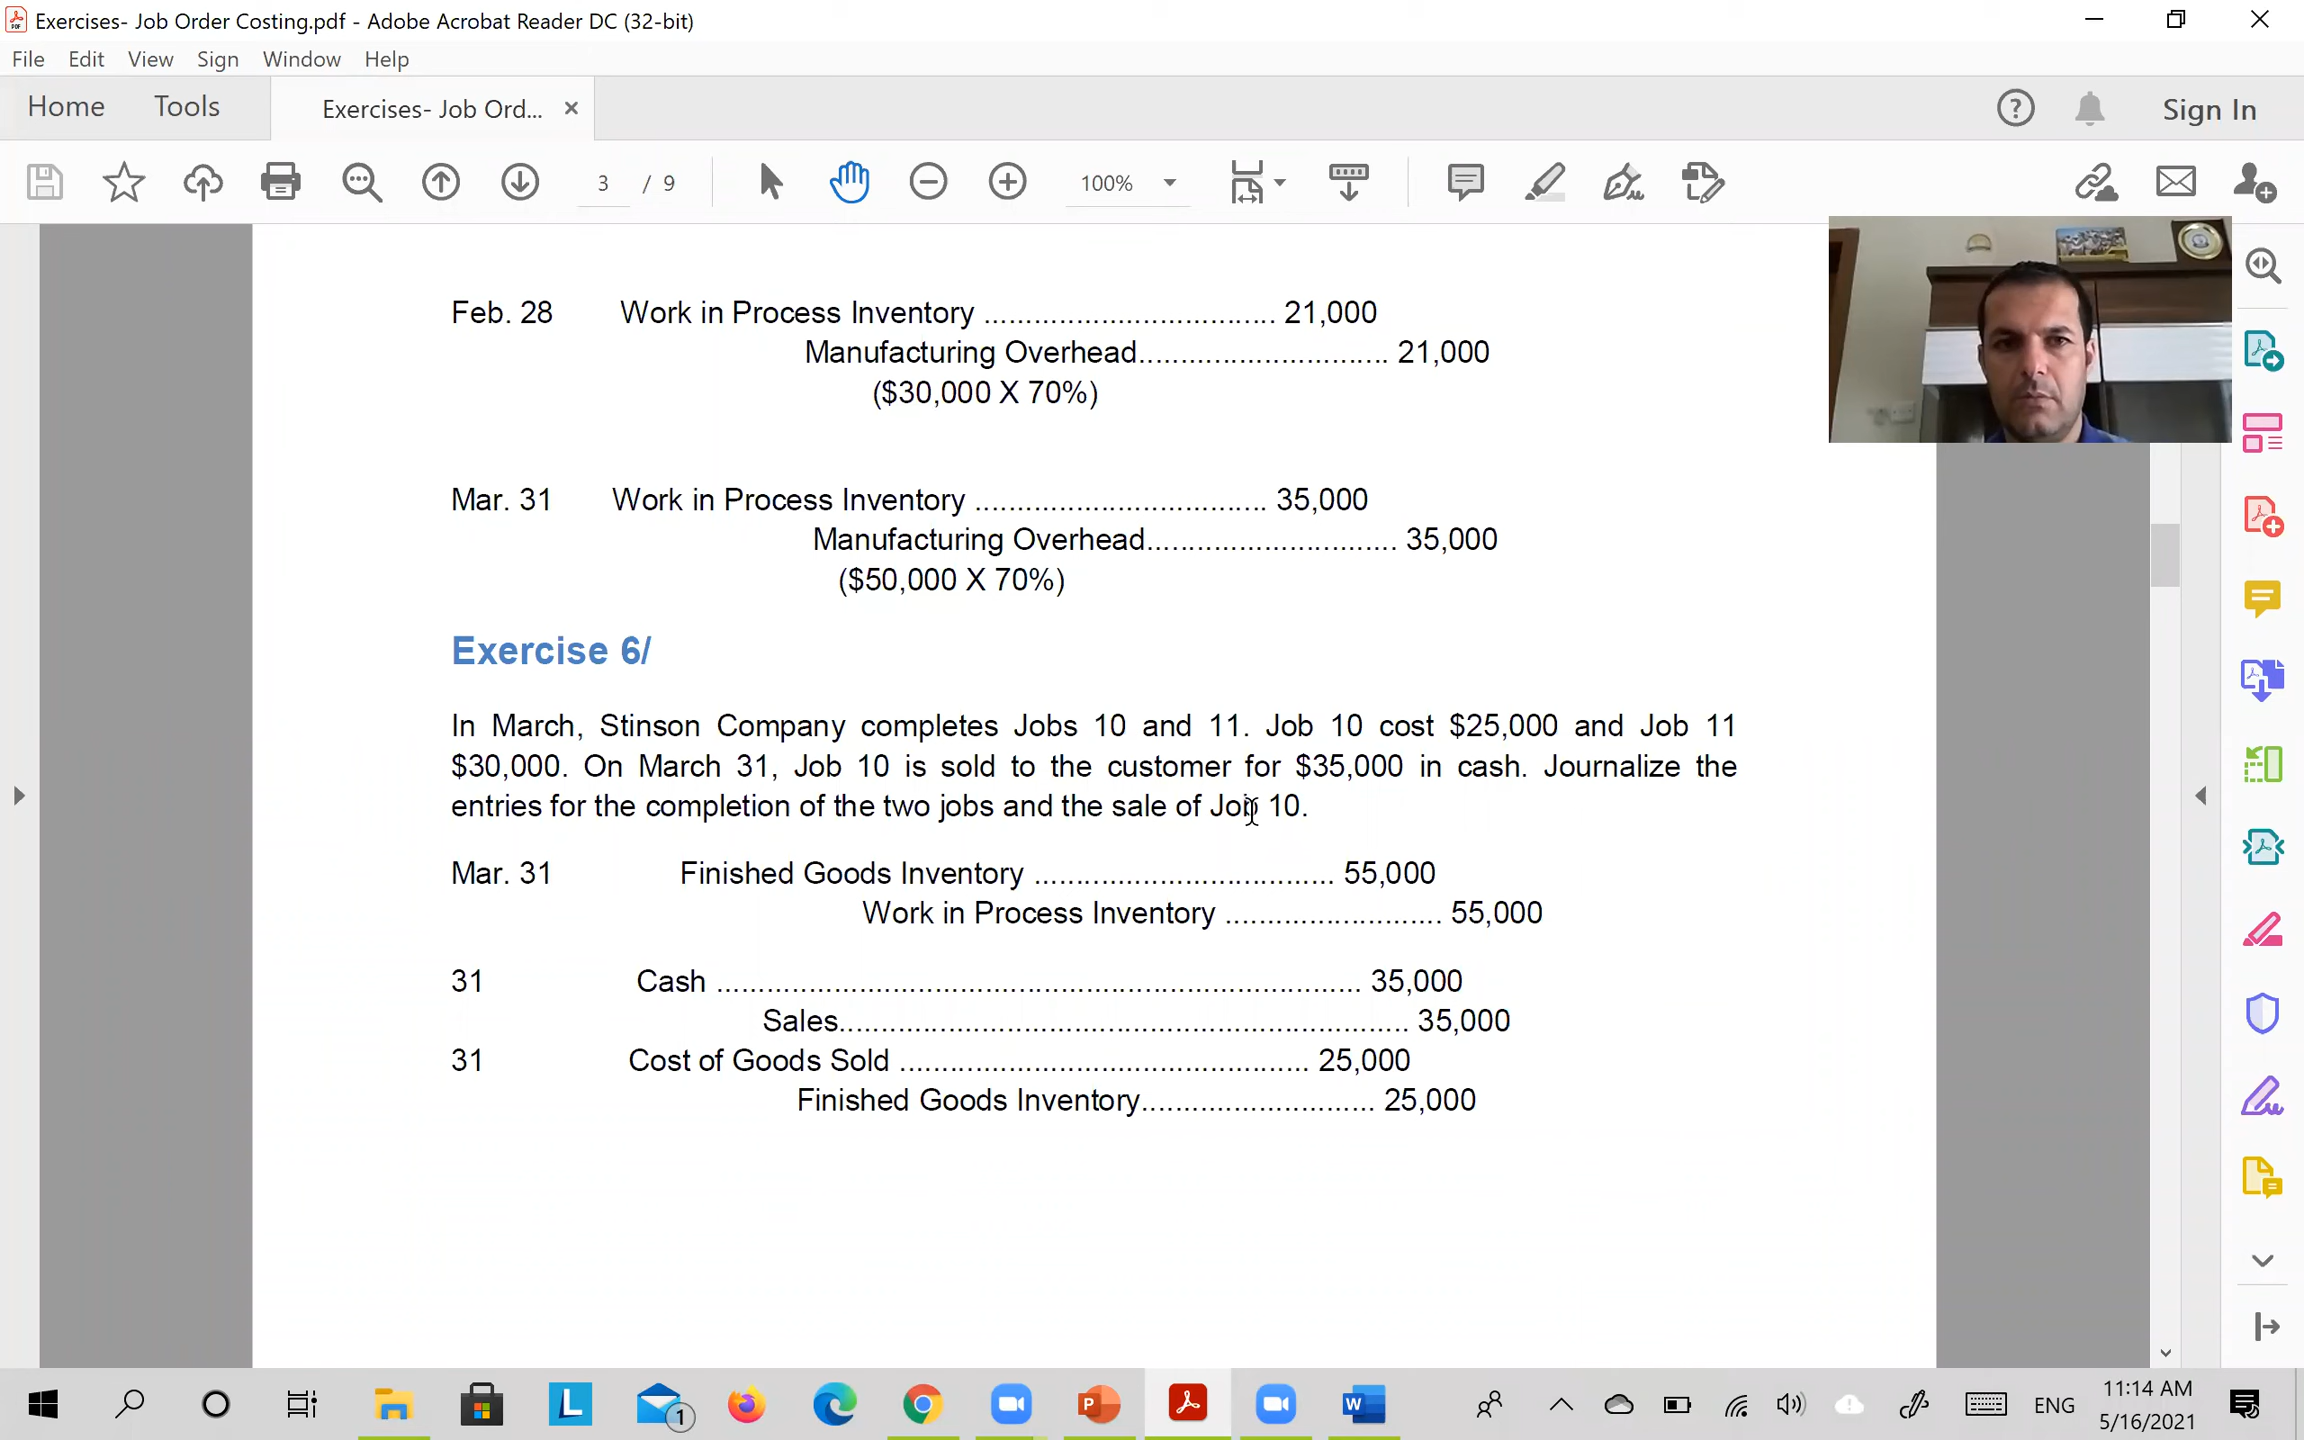 Exercises- Job Order Costing.pdf - Adobe Acrobat Reader DC (32-bit)
File Edit View Sign Window Help
Home Tools Exercises- Job Ord... Sign In
3 / 9 100%
Feb. 28 Work in Process Inventory ................................... 21,000
Manufacturing Overhead.............................. 21,000
($30,000 X 70%)
Mar. 31 Work in Process Inventory ................................... 35,000
Manufacturing Overhead.............................. 35,000
($50,000 X 70%)
Exercise 6/
In March, Stinson Company completes Jobs 10 and 11. Job 10 cost $25,000 and Job 11
$30,000. On March 31, Job 10 is sold to the customer for $35,000 in cash. Journalize the
entries for the completion of the two jobs and the sale of Job 10.
Mar. 31 Finished Goods Inventory .................................... 55,000
Work in Process Inventory .......................... 55,000
31 Cash ............................................................................. 35,000
Sales.................................................................... 35,000
31 Cost of Goods Sold ................................................. 25,000
Finished Goods Inventory............................ 25,000
L 1 P W ENG
11:14 AM
5/16/2021